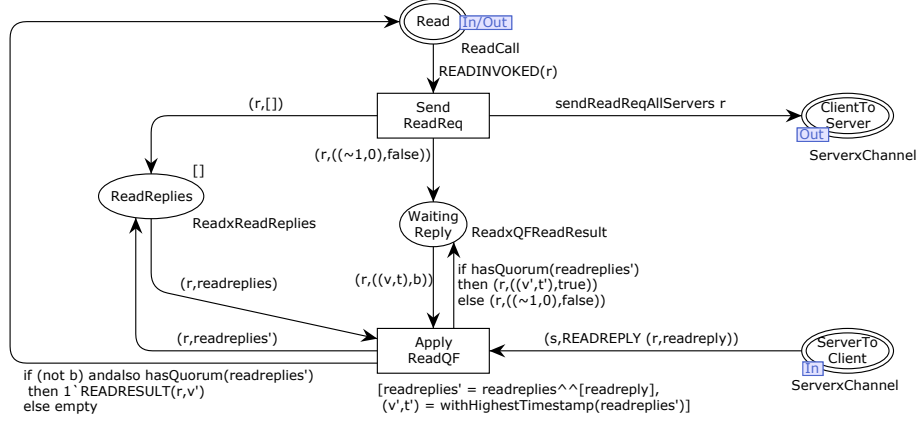 Read
In/Out
ReadCall
READINVOKED(r)
(r,[])
Send
ReadReq
sendReadReqAllServers r
ClientTo
Server
Out
ServerxChannel
(r,((~1,0),false))
[]
ReadReplies
ReadxReadReplies
Waiting
Reply
ReadxQFReadResult
(r,readreplies)
(r,((v,t),b))
if hasQuorum(readreplies')
then (r,((v',t'),true))
else (r,((~1,0),false))
(r,readreplies')
Apply
ReadQF
(s,READREPLY (r,readreply))
ServerTo
Client
In
ServerxChannel
if (not b) andalso hasQuorum(readreplies')
then 1`READRESULT(r,v')
else empty
[readreplies' = readreplies^^[readreply],
(v',t') = withHighestTimestamp(readreplies')]